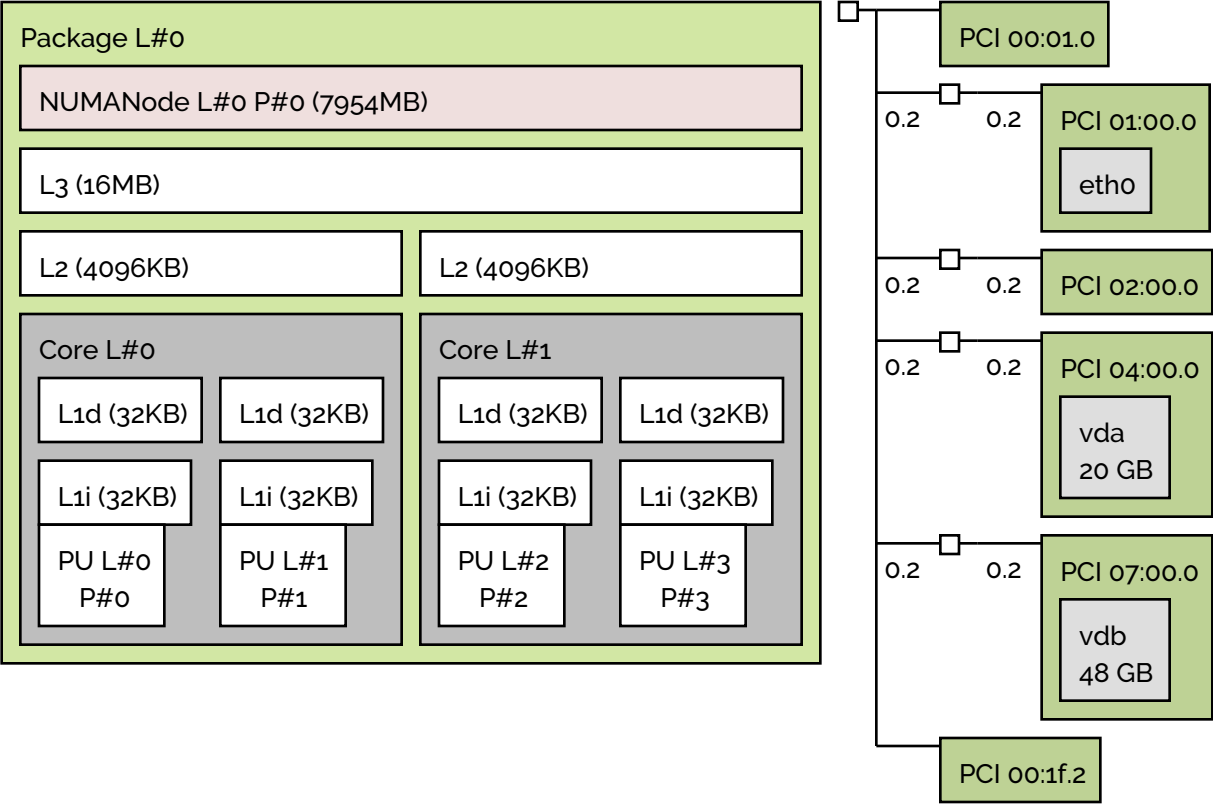 Package L#0
NUMANode L#0 P#0 (7954MB)
L3 (16MB)
L2 (4096KB)
L2 (4096KB)
Core L#0
L1d (32KB)
L1d (32KB)
L1i (32KB)
L1i (32KB)
PU L#0
P#0
PU L#1
P#1
Core L#1
L1d (32KB)
L1d (32KB)
L1i (32KB)
L1i (32KB)
PU L#2
P#2
PU L#3
P#3
PCI 00:01.0
0.2
0.2
PCI 01:00.0
eth0
0.2
0.2
PCI 02:00.0
0.2
0.2
PCI 04:00.0
vda
20 GB
0.2
0.2
PCI 07:00.0
vdb
48 GB
PCI 00:1f.2